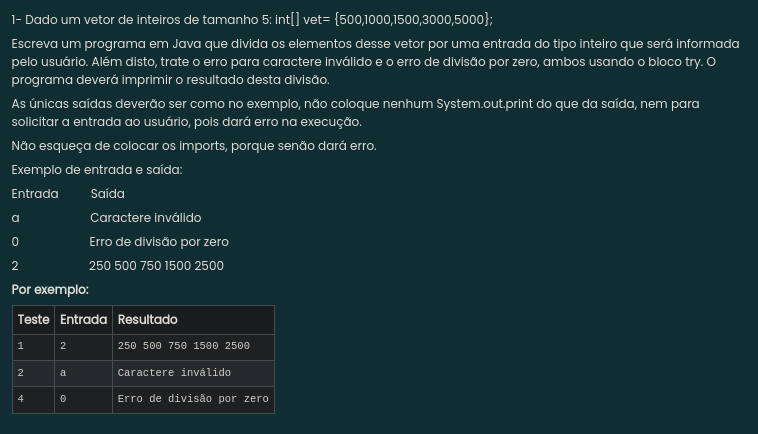 1- Dado um vetor de inteiros de tamanho 5: int[] vet= {500,1000,1500,3000,5000};
Escreva um programa em Java que divida os elementos desse vetor por uma entrada do tipo inteiro que será informada
pelo usuário. Além disto, trate o erro para caractere inválido e o erro de divisão por zero, ambos usando o bloco try. O
programa deverá imprimir o resultado desta divisão.
As únicas saídas deverão ser como no exemplo, não coloque nenhum System.out.print do que da saída, nem para
solicitar a entrada ao usuário, pois dará erro na execução.
Não esqueça de colocar os imports, porque senão dará erro.
Exemplo de entrada e saída:
Entrada Saída
a Caractere inválido
0 Erro de divisão por zero
2 250 500 750 1500 2500
Por exemplo:
Teste Entrada Resultado
1 2 250 500 750 1500 2500
2 a Caractere inválido
4 0 Erro de divisão por zero